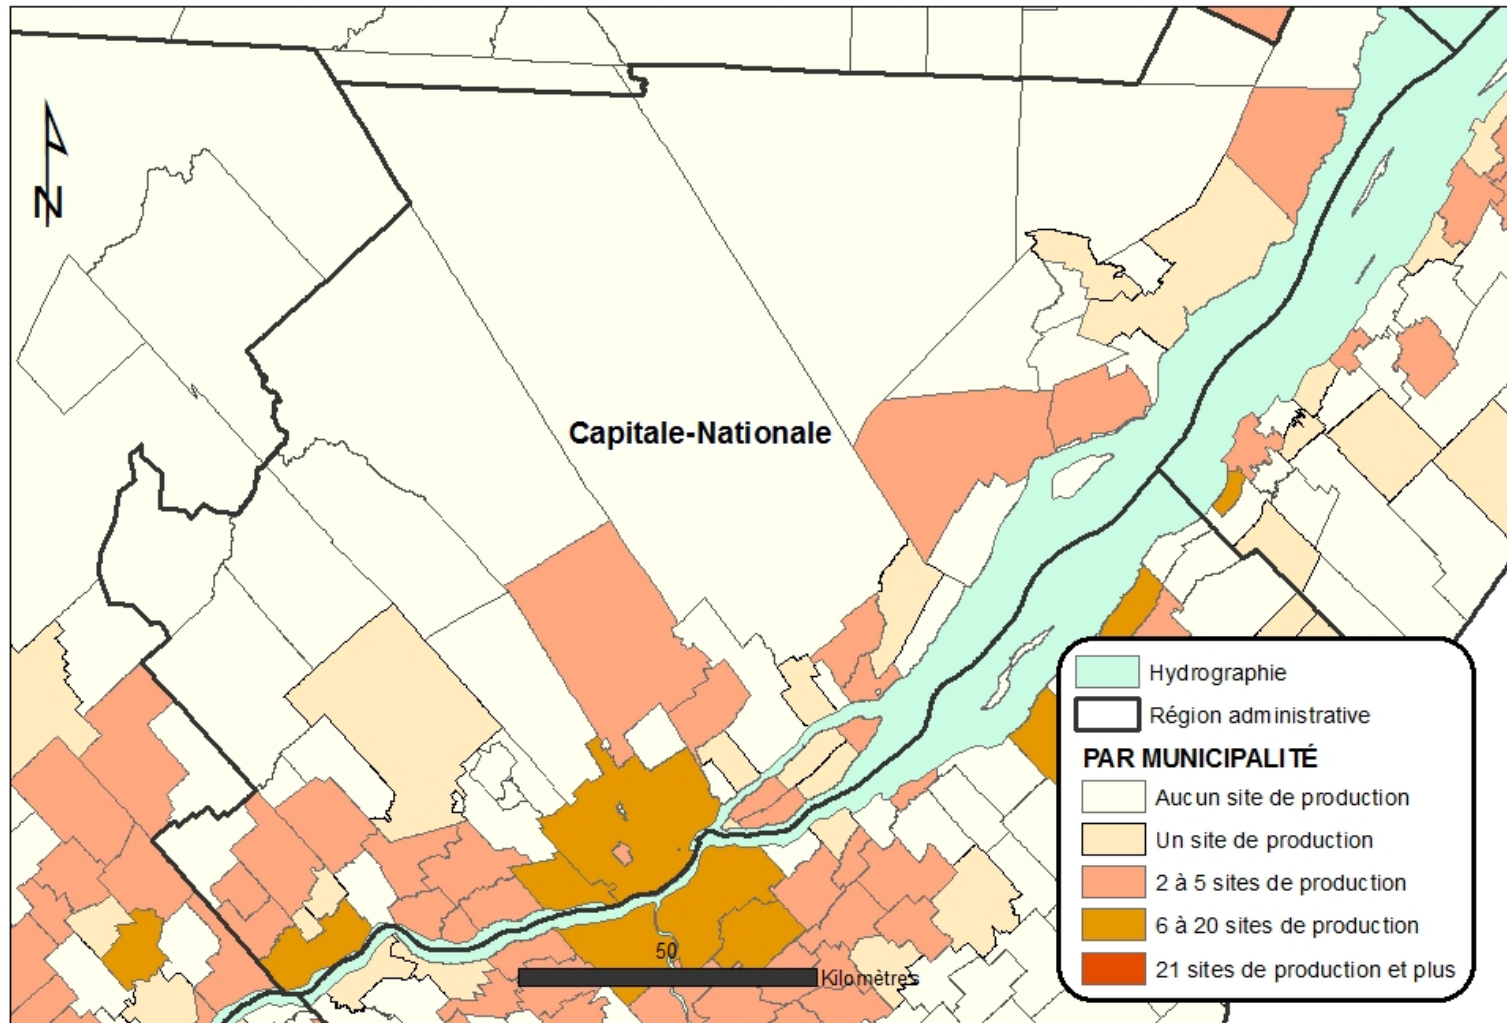 N
Capitale-Nationale
50
Kilomètres
Hydrographie
Région administrative
PAR MUNICIPALITÉ
Aucun site de production
Un site de production
2 à 5 sites de production
6 à 20 sites de production
21 sites de production et plus